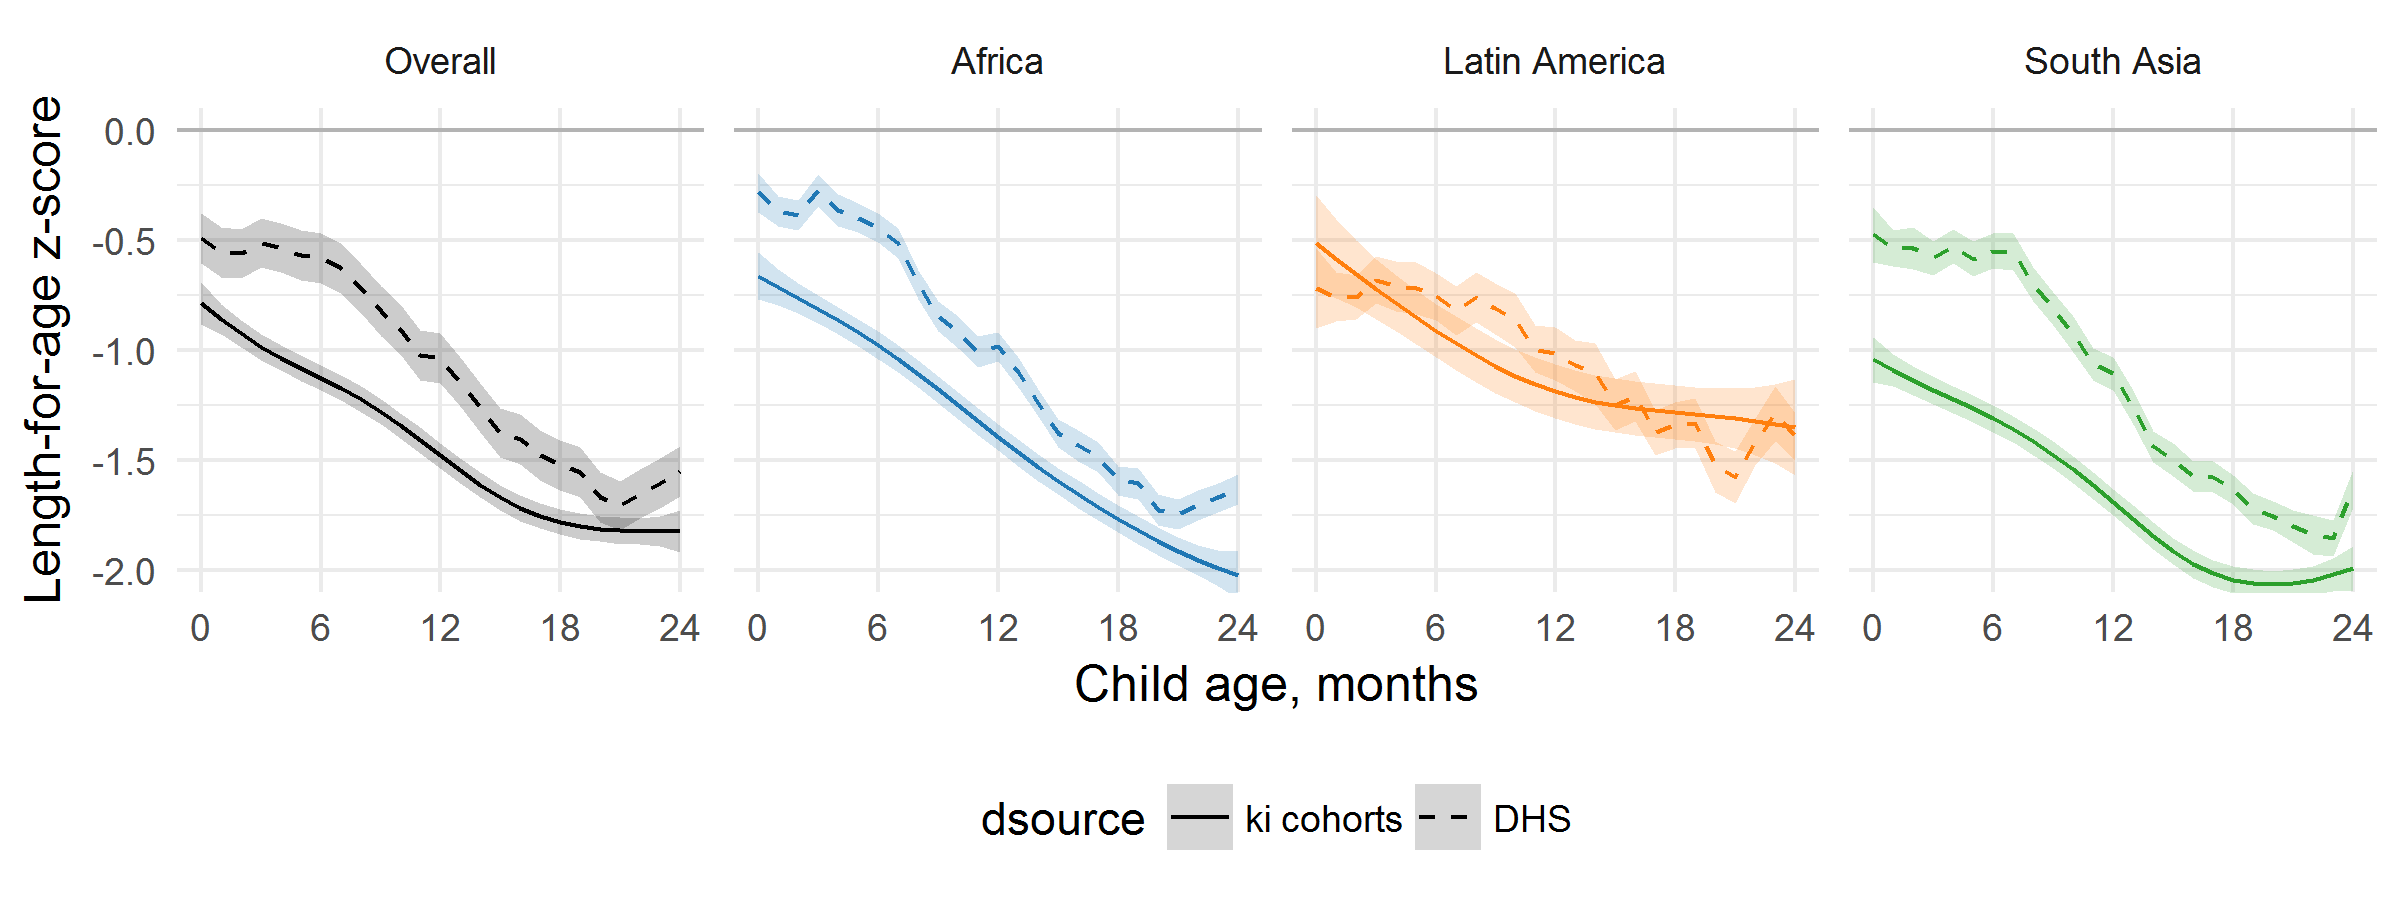 Overall Africa Latin America South Asia
Length-for-age z-score
0.0
-0.5
-1.0
-1.5
-2.0
0 6 12 18 24 0 6 12 18 24 0 6 12 18 24 0 6 12 18 24
Child age, months
dsource ki cohorts DHS